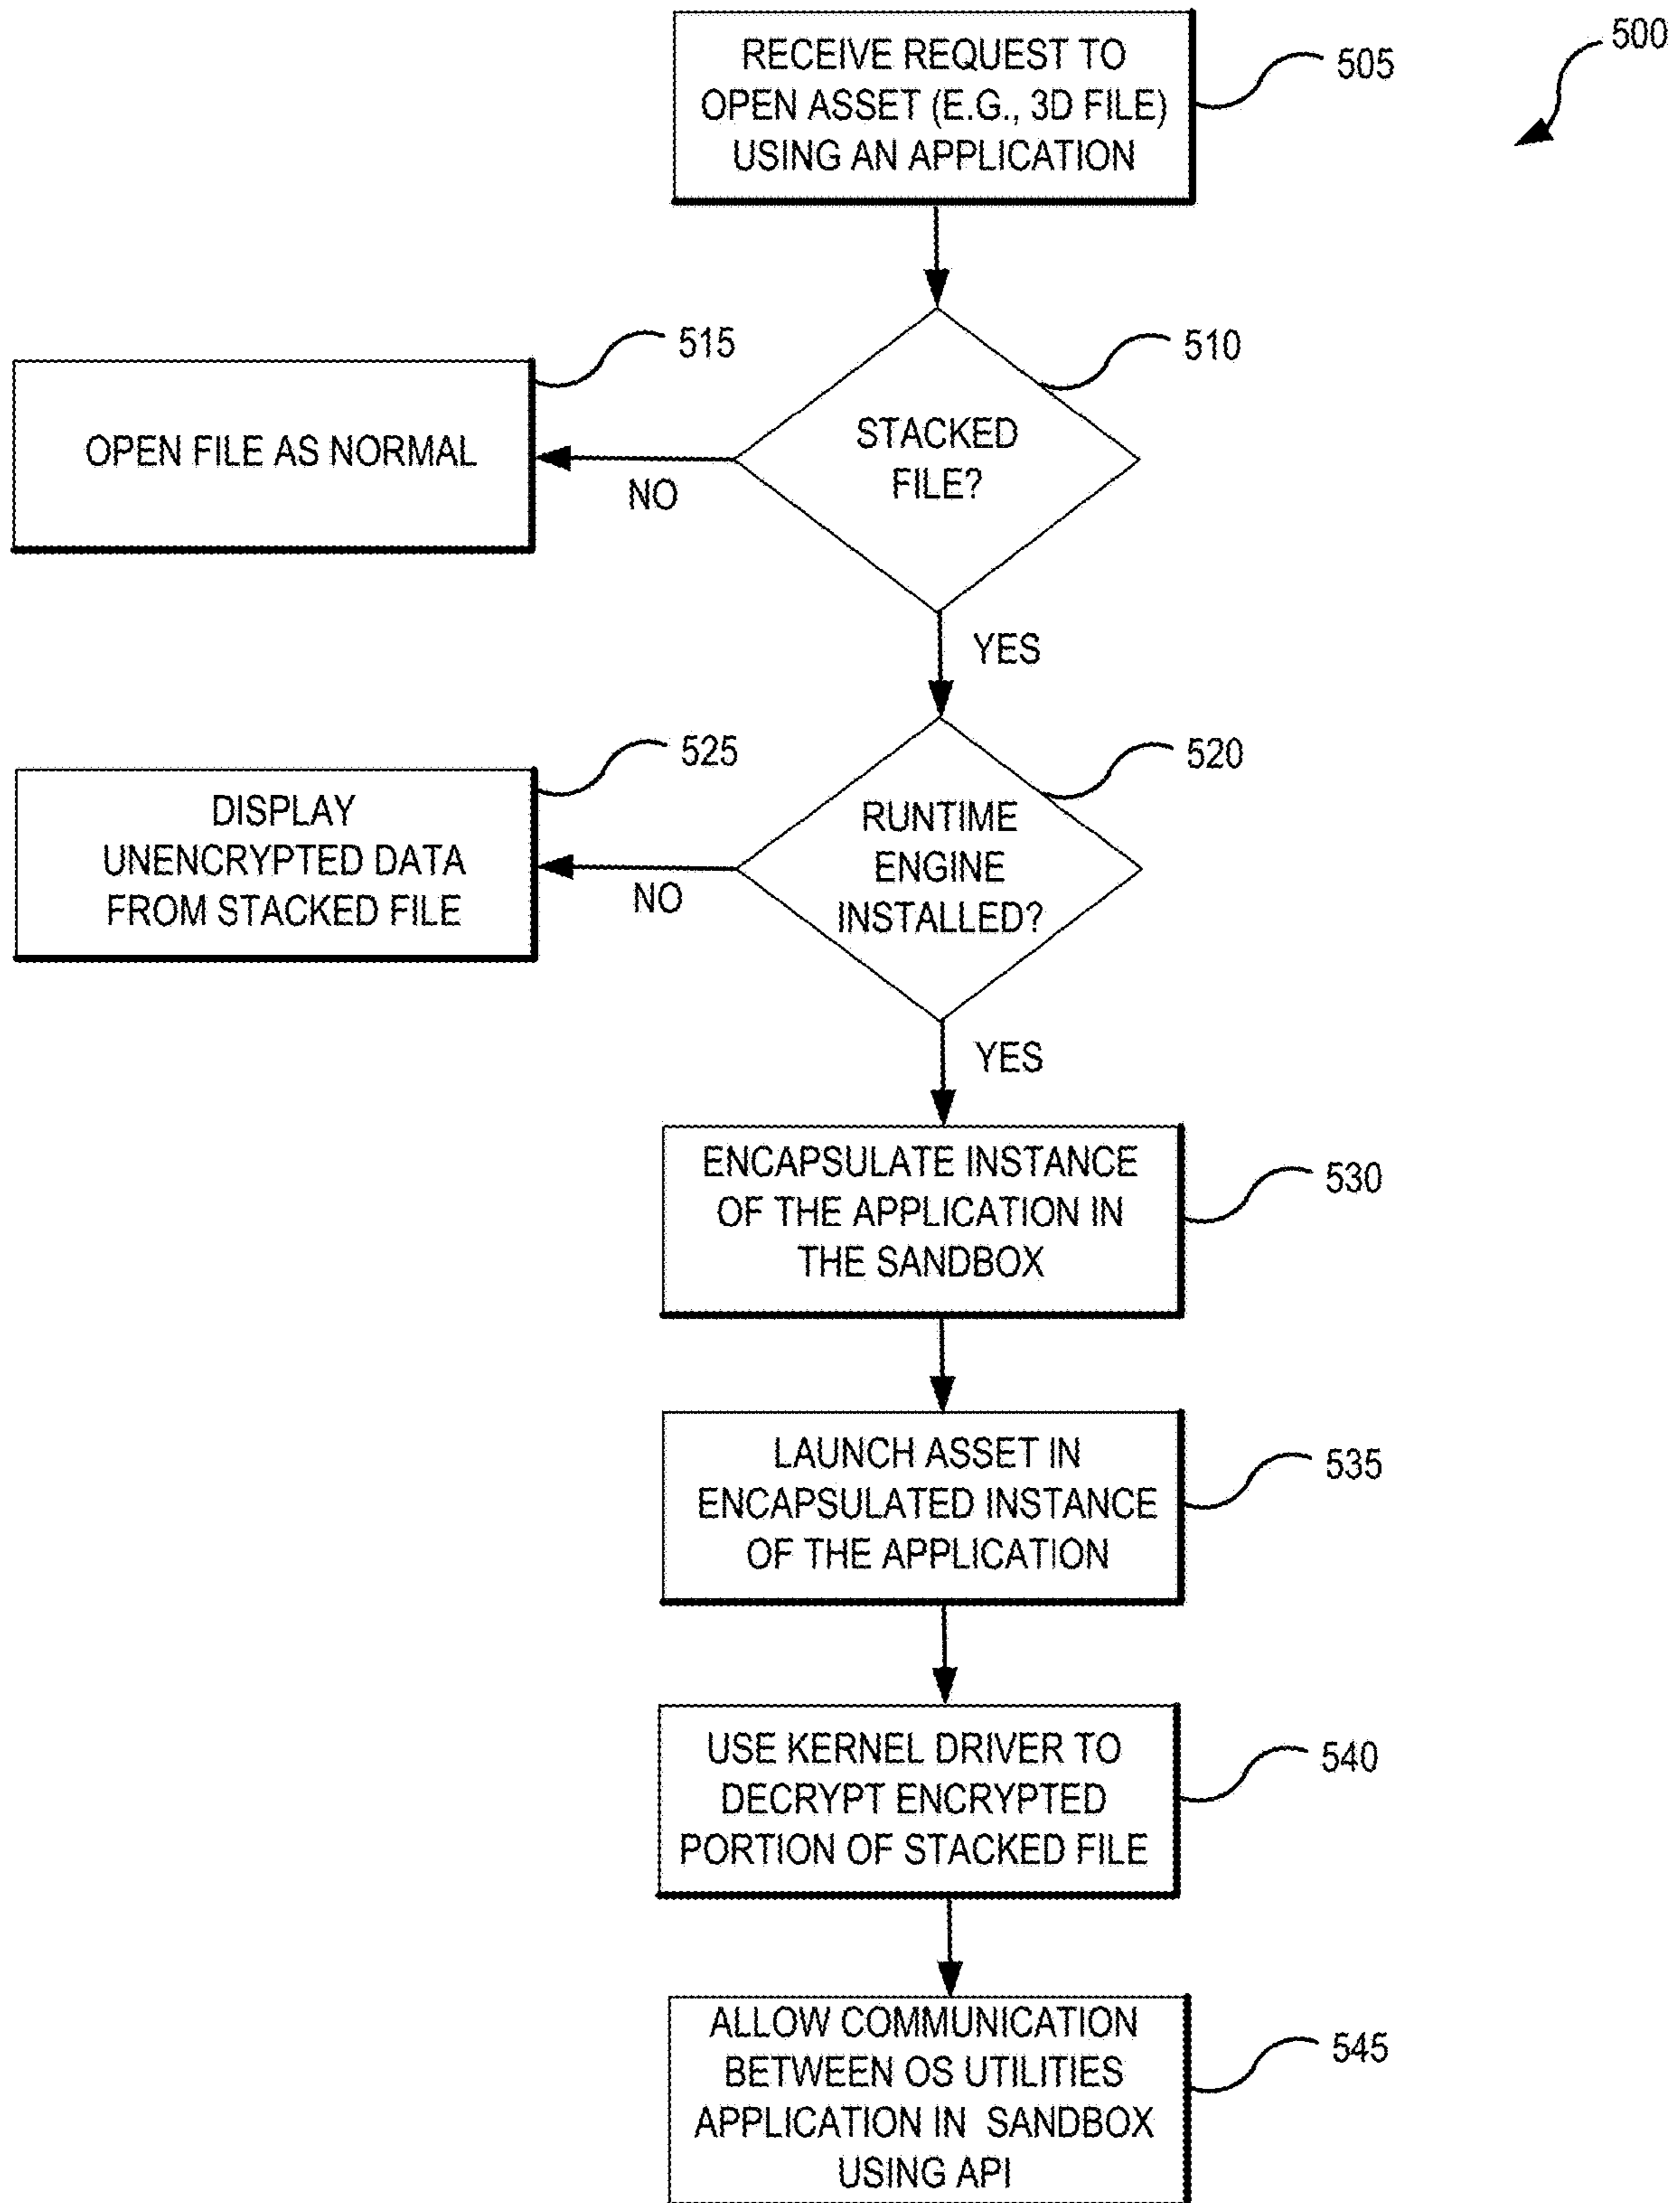 500
RECEIVE REQUEST TO
OPEN ASSET (E.G., 3D FILE)
USING AN APPLICATION
505
STACKED
FILE?
510
NO
515
OPEN FILE AS NORMAL
YES
RUNTIME
ENGINE
INSTALLED?
520
NO
525
DISPLAY
UNENCRYPTED DATA
FROM STACKED FILE
YES
ENCAPSULATE INSTANCE
OF THE APPLICATION IN
THE SANDBOX
530
LAUNCH ASSET IN
ENCAPSULATED INSTANCE
OF THE APPLICATION
535
USE KERNEL DRIVER TO
DECRYPT ENCRYPTED
PORTION OF STACKED FILE
540
ALLOW COMMUNICATION
BETWEEN OS UTILITIES
APPLICATION IN SANDBOX
USING API
545